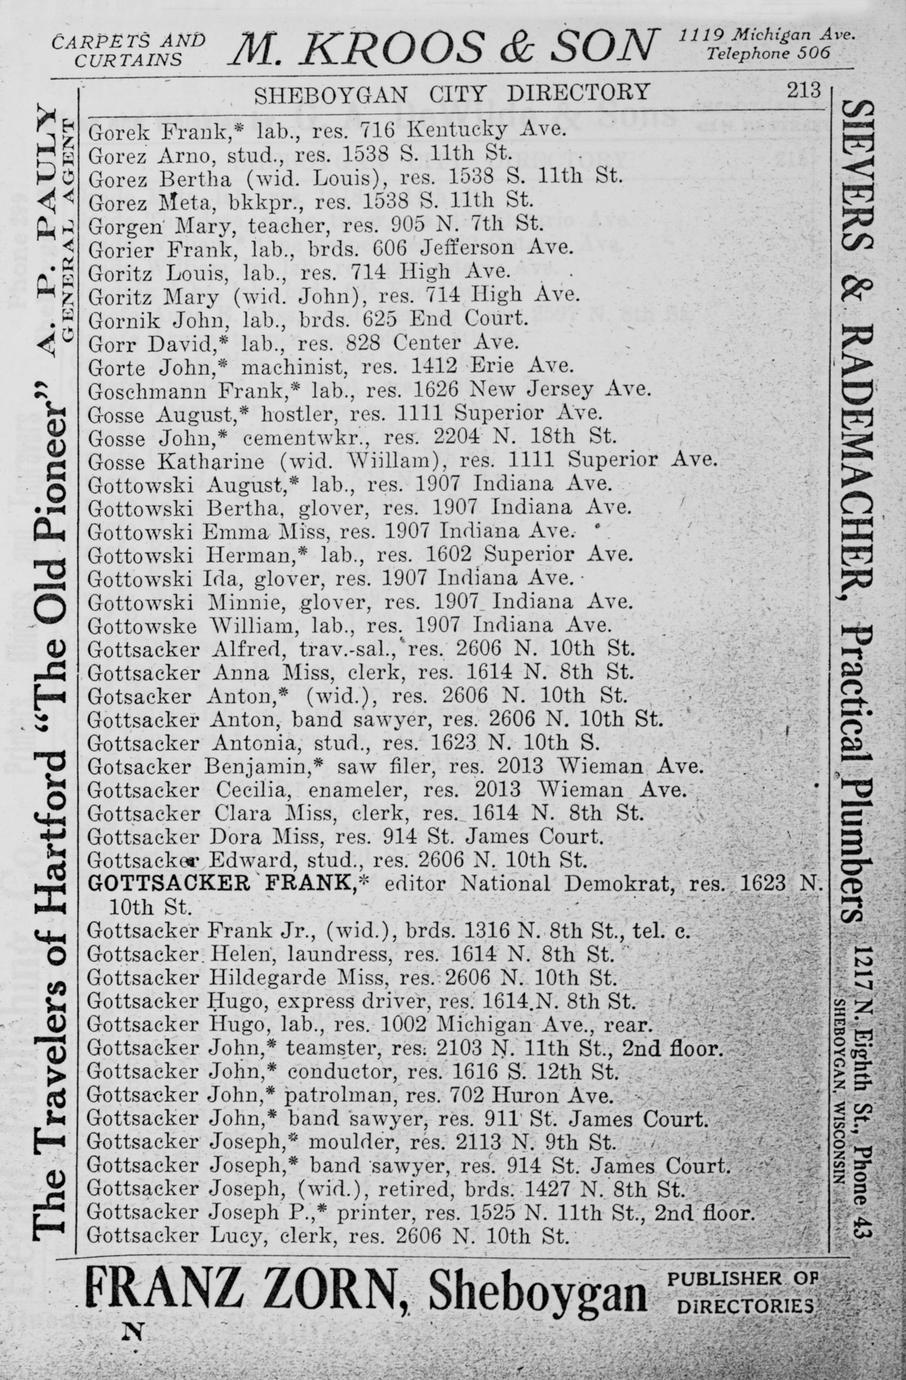 CARPETS AND
CURTAINS
M. KROOS & SON
1119 Michigan Ave.
Telephone 506
SHEBOYGAN CITY DIRECTORY 213
Gorek Frank,* lab., res. 716 Kentucky Ave.
Gorez Arno, stud., res. 1538 S. 11th St.
Gorez Bertha (wid. Louis), res. 1538 S. 11th St.
Gorez Meta, bkkpr., res. 1538 S. 11th St.
Gorgen Mary, teacher, res. 905 N. 7th St.
Gorier Frank, lab., brds. 606 Jefferson Ave.
Goritz Louis, lab., res. 714 High Ave.
Goritz Mary (wid. John), res. 714 High Ave.
Gornik John, lab., brds. 625 End Court.
Gorr David,* lab., res. 828 Center Ave.
Gorte John,* machinist, res. 1412 Erie Ave.
Goschmann Frank,* lab., res. 1626 New Jersey Ave.
Gosse August,* hostler, res. 1111 Superior Ave.
Gosse John,* cementwkr., res. 2204 N. 18th St.
Gosse Katharine (wid. Wiillam), res. 1111 Superior Ave.
Gottowski August,* lab., res. 1907 Indiana Ave.
Gottowski Bertha, glover, res. 1907 Indiana Ave.
Gottowski Emma Miss, res. 1907 Indiana Ave.
Gottowski Herman,* lab., res. 1602 Superior Ave.
Gottowski Ida, glover, res. 1907 Indiana Ave.
Gottowski Minnie, glover, res. 1907 Indiana Ave.
Gottowske William, lab., res. 1907 Indiana Ave.
Gottsacker Alfred, trav.-sal., res. 2606 N. 10th St.
Gottsacker Anna Miss, clerk, res. 1614 N. 8th St.
Gotsacker Anton,* (wid.), res. 2606 N. 10th St.
Gottsacker Anton, band sawyer, res. 2606 N. 10th St.
Gottsacker Antonia, stud., res. 1623 N. 10th S.
Gotsacker Benjamin,* saw filer, res. 2013 Wieman Ave.
Gottsacker Cecilia, enameler, res. 2013 Wieman Ave.
Gottsacker Clara Miss, clerk, res. 1614 N. 8th St.
Gottsacker Dora Miss, res. 914 St. James Court.
Gottsacker Edward, stud., res. 2606 N. 10th St.
GOTTSACKER FRANK,* editor National Demokrat, res. 1623 N.
10th St.
Gottsacker Frank Jr., (wid.), brds. 1316 N. 8th St., tel. c.
Gottsacker Helen, laundress, res. 1614 N. 8th St.
Gottsacker Hildegarde Miss, res. 2606 N. 10th St.
Gottsacker Hugo, express driver, res. 1614 N. 8th St.
Gottsacker Hugo, lab., res. 1002 Michigan Ave., rear.
Gottsacker John,* teamster, res. 2103 N. 11th St., 2nd floor.
Gottsacker John,* conductor, res. 1616 S. 12th St.
Gottsacker John,* patrolman, res. 702 Huron Ave.
Gottsacker John,* band sawyer, res. 911 St. James Court.
Gottsacker Joseph,* moulder, res. 2113 N. 9th St.
Gottsacker Joseph,* band sawyer, res. 914 St. James Court.
Gottsacker Joseph, (wid.), retired, brds. 1427 N. 8th St.
Gottsacker Joseph P.,* printer, res. 1525 N. 11th St., 2nd floor.
Gottsacker Lucy, clerk, res. 2606 N. 10th St.
The Travelers of Hartford "The Old Pioneer" A. P. PAULY
GENERAL AGENT
SIEVERS & RADEMACHER, Practical Plumbers 1217 N. Eighth St., Phone 43
SHEBOYGAN, WISCONSIN
FRANZ ZORN, Sheboygan
PUBLISHER OF
DIRECTORIES
N